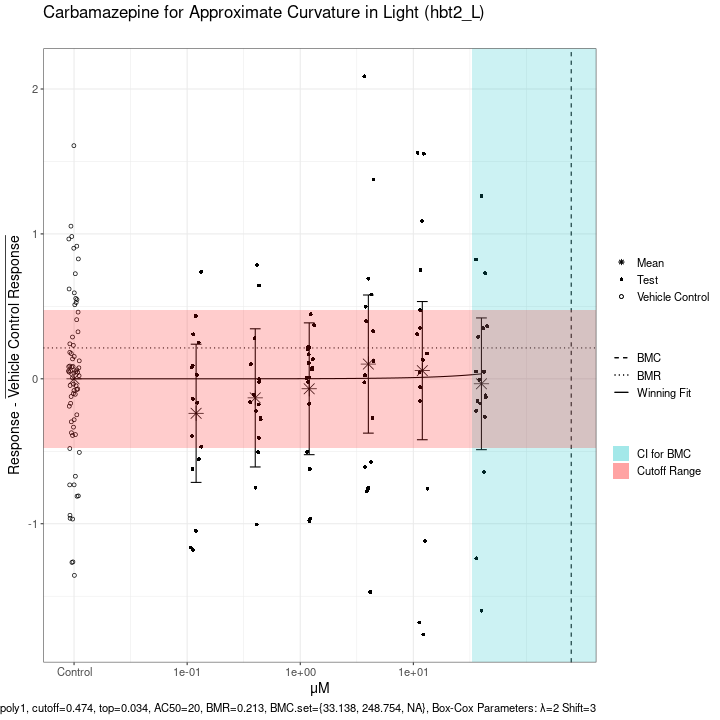 Carbamazepine for Approximate Curvature in Light (hbt2_L)
Response - Vehicle Control Response
2
1
0
-1
Control
1e-01
1e+00
1e+01
µM
Mean
Test
Vehicle Control
BMC
BMR
Winning Fit
CI for BMC
Cutoff Range
poly1, cutoff=0.474, top=0.034, AC50=20, BMR=0.213, BMC.set={33.138, 248.754, NA}, Box-Cox Parameters: λ=2 Shift=3